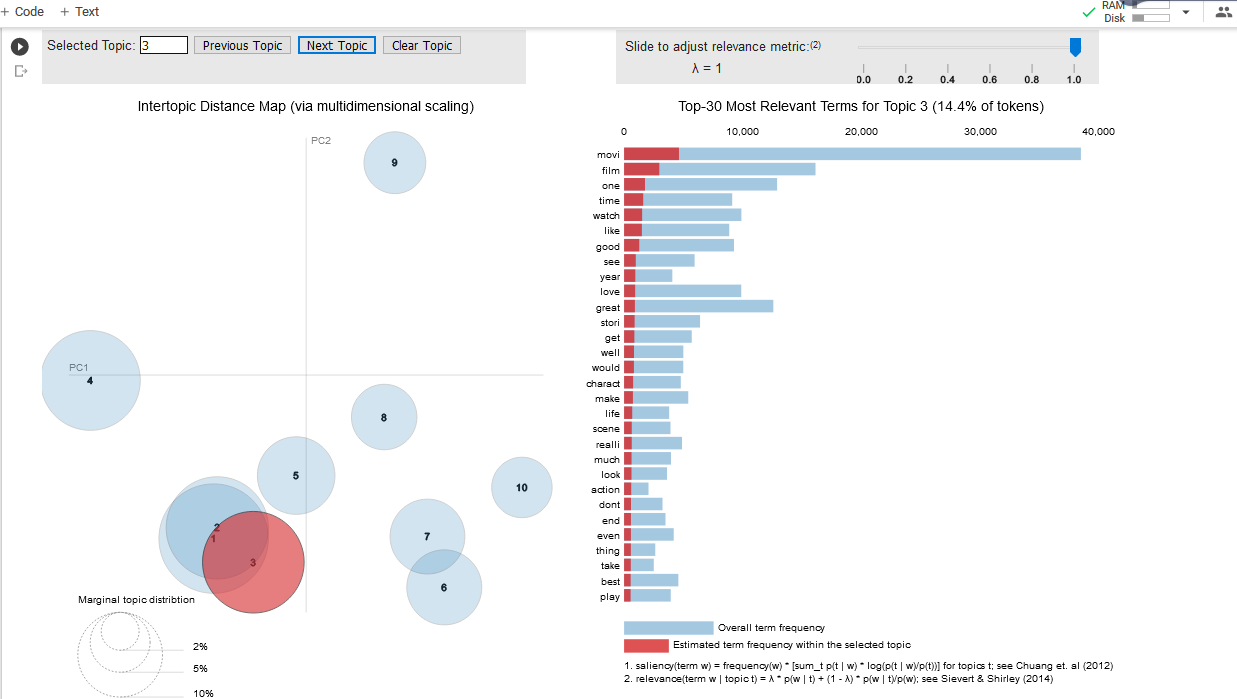 + Code + Text
RAM
Disk
Selected Topic: 3 Previous Topic Next Topic Clear Topic
Slide to adjust relevance metric:(2)
λ = 1
0.0 0.2 0.4 0.6 0.8 1.0
Intertopic Distance Map (via multidimensional scaling)
PC2
PC1
9
4
8
5
10
2
1
7
3
6
Marginal topic distribtion
2%
5%
10%
Top-30 Most Relevant Terms for Topic 3 (14.4% of tokens)
0 10,000 20,000 30,000 40,000
movi
film
one
time
watch
like
good
see
year
love
great
stori
get
well
would
charact
make
life
scene
realli
much
look
action
dont
end
even
thing
take
best
play
Overall term frequency
Estimated term frequency within the selected topic
1. saliency(term w) = frequency(w) * [sum_t p(t | w) * log(p(t | w)/p(t))] for topics t; see Chuang et. al (2012)
2. relevance(term w | topic t) = λ * p(w | t) + (1 - λ) * p(w | t)/p(w); see Sievert & Shirley (2014)